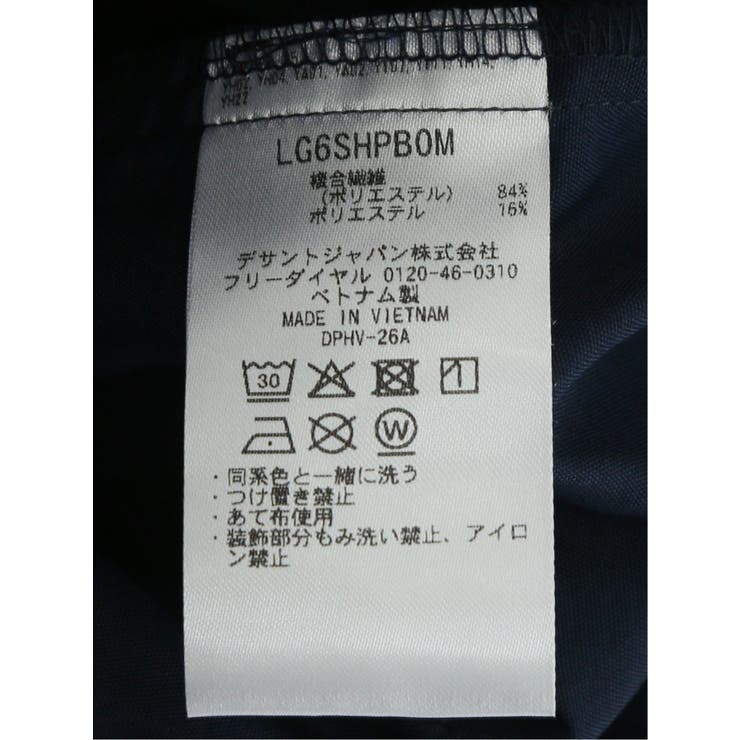 YH22
LG6SHPB0M
複合繊維
(ポリエステル) 84%
ポリエステル 16%
デサントジャパン株式会社
フリーダイヤル 0120-46-0310
ベトナム製
MADE IN VIETNAM
DPHV-26A
30
W
・同系色と一緒に洗う
・つけ置き禁止
・あて布使用
・装飾部分もみ洗い禁止、アイロ
ン禁止